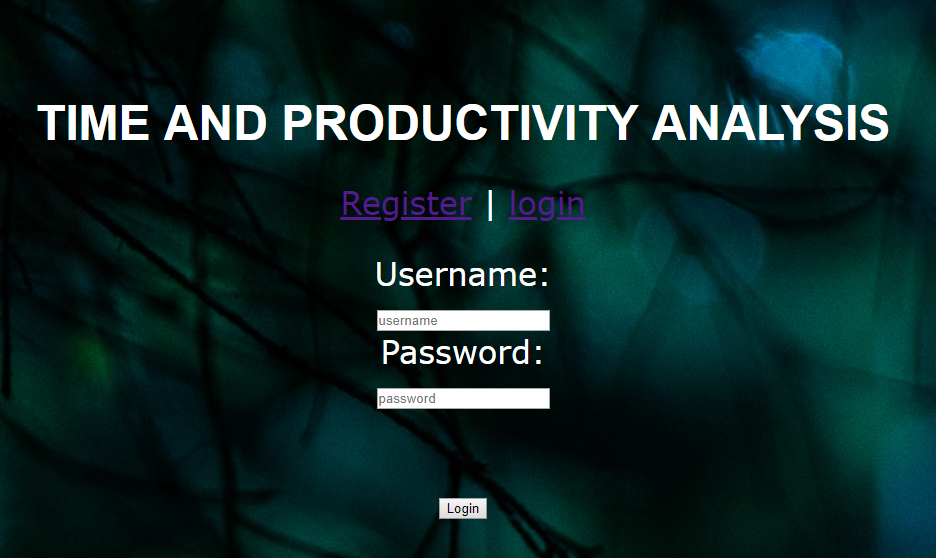 TIME AND PRODUCTIVITY ANALYSIS
Register | login
Username:
username
Password:
password
Login